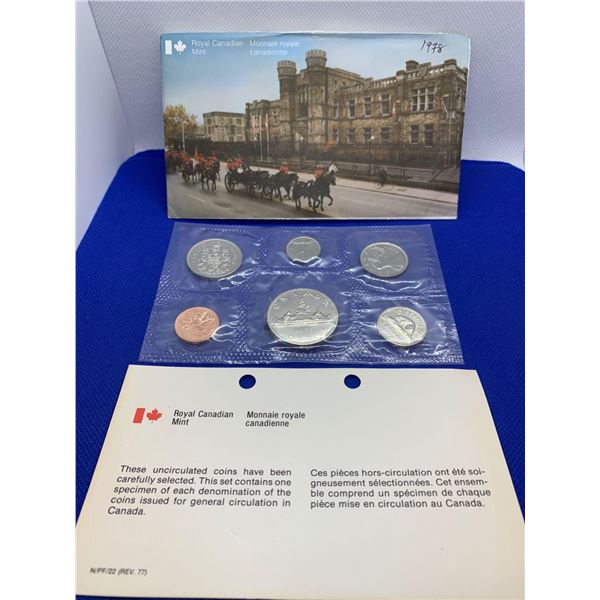 Royal Canadian Mint
Monnaie royale canadienne
1978
CANADA
Royal Canadian Mint
Monnaie royale canadienne
These uncirculated coins have been
carefully selected. This set contains one
specimen of each denomination of the
coins issued for general circulation in
Canada.
Ces pièces hors-circulation ont été soi-
gneusement sélectionnées. Cet ensem-
ble comprend un spécimen de chaque
pièce mise en circulation au Canada.
N/PF/22 (REV. 77)